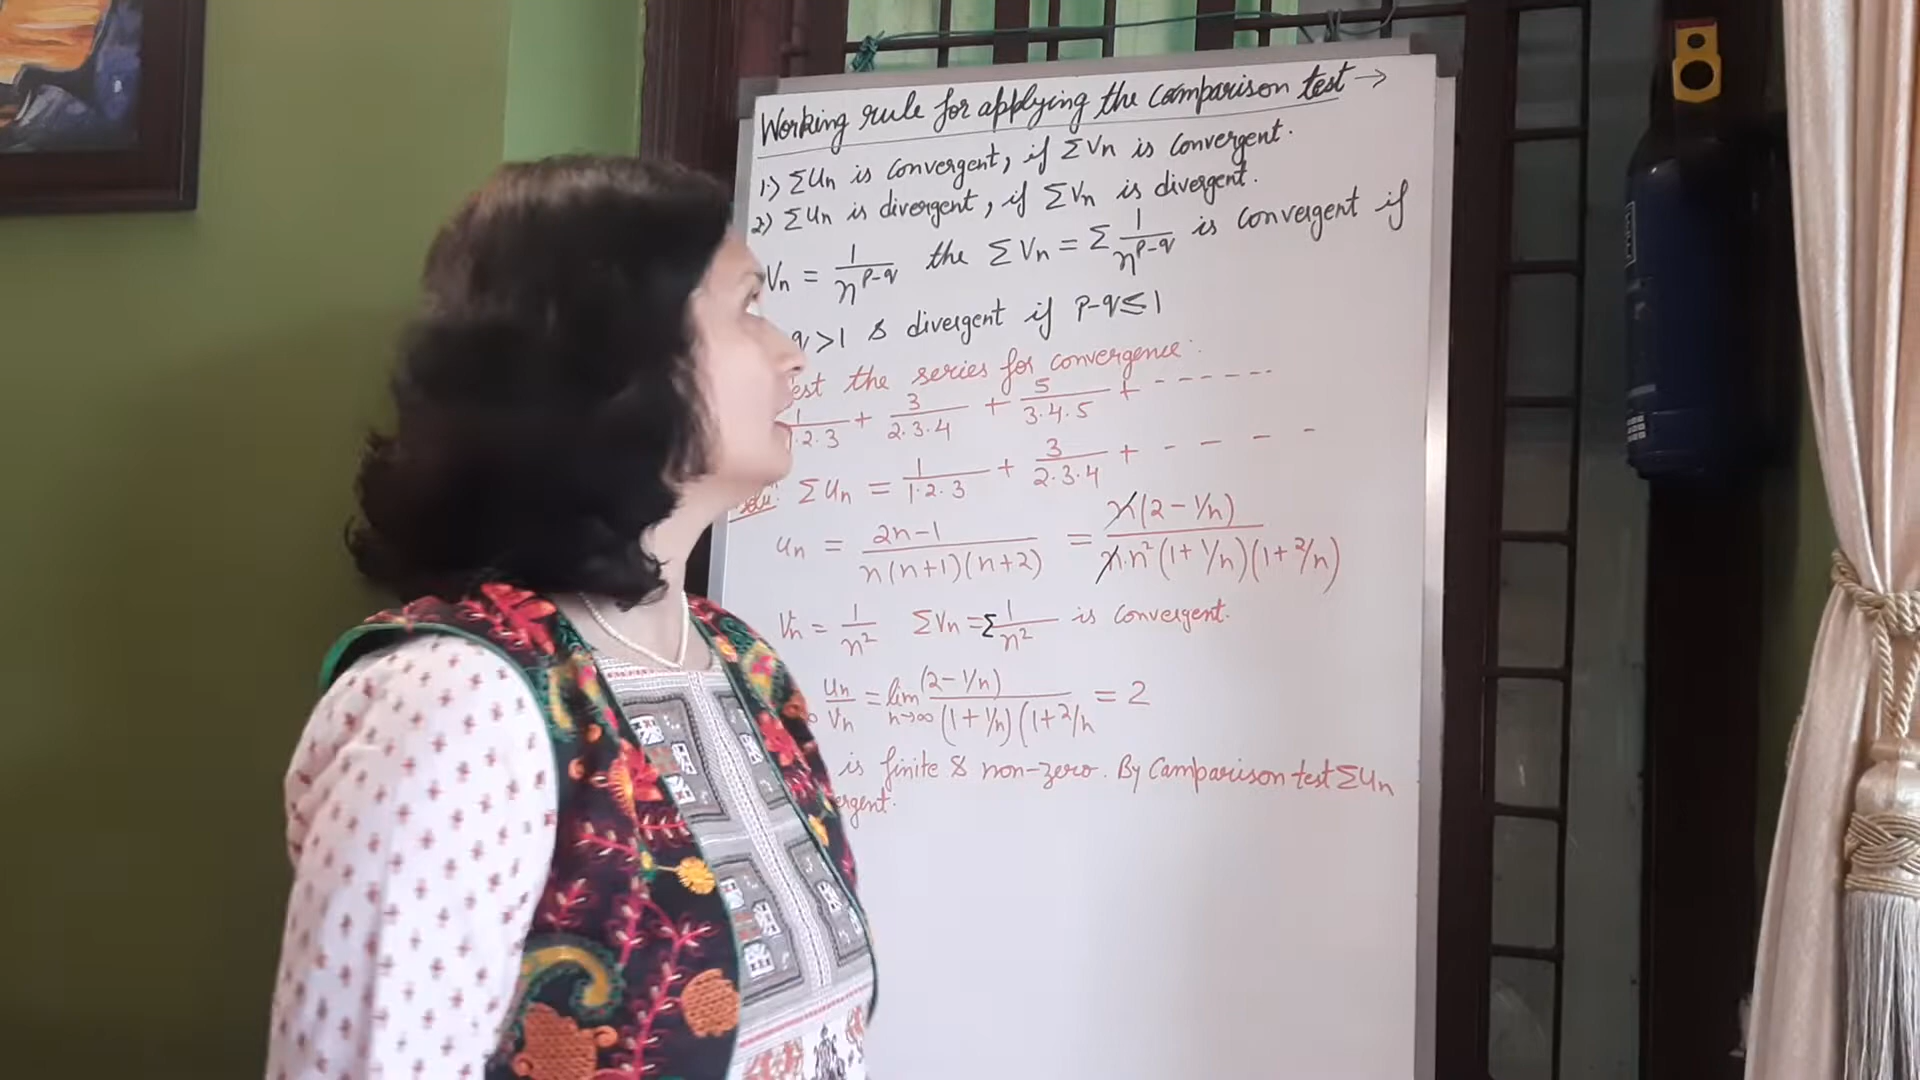 Working rule for applying the comparison test →
1.) Σun is convergent, if ΣVn is convergent.
2.) Σun is divergent, if ΣVn is divergent.
Vn = 1/n^(p-q) the ΣVn = Σ 1/n^(p-q) is convergent if
q > 1 & divergent if p-q ≤ 1
est the series for convergence:
1/1·2·3 + 3/2·3·4 + 5/3·4·5 + - - - - - -
ΣUn = 1/1·2·3 + 3/2·3·4 + - - - -
un = 2n-1/n(n+1)(n+2) = n(2-1/n)/n·n²(1+1/n)(1+2/n)
Vn = 1/n² ΣVn = Σ 1/n² is convergent.
un/Vn = lim n→∞ (2-1/n)/(1+1/n)(1+2/n = 2
is finite & non-zero. By Comparison test ΣUn
ergent.